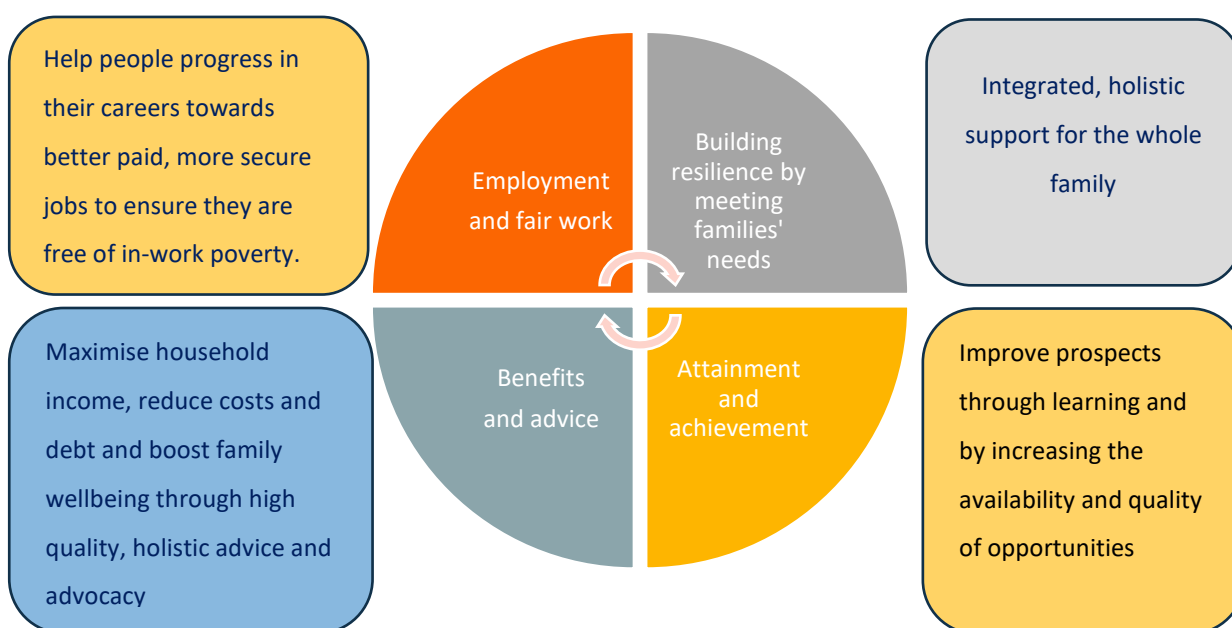 Help people progress in
their careers towards
better paid, more secure
jobs to ensure they are
free of in-work poverty.
Employment
and fair work
Building
resilience by
meeting
families'
needs
Integrated, holistic
support for the whole
family
Maximise household
income, reduce costs and
debt and boost family
wellbeing through high
quality, holistic advice and
advocacy
Benefits
and advice
Attainment
and
achievement
Improve prospects
through learning and
by increasing the
availability and quality
of opportunities